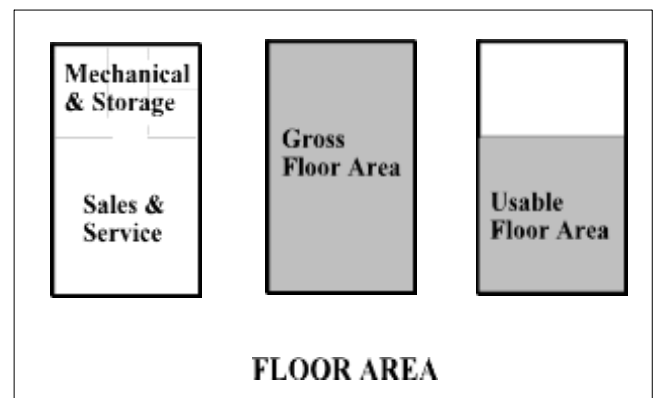 Mechanical
& Storage
Sales &
Service
Gross
Floor Area
Usable
Floor Area
FLOOR AREA